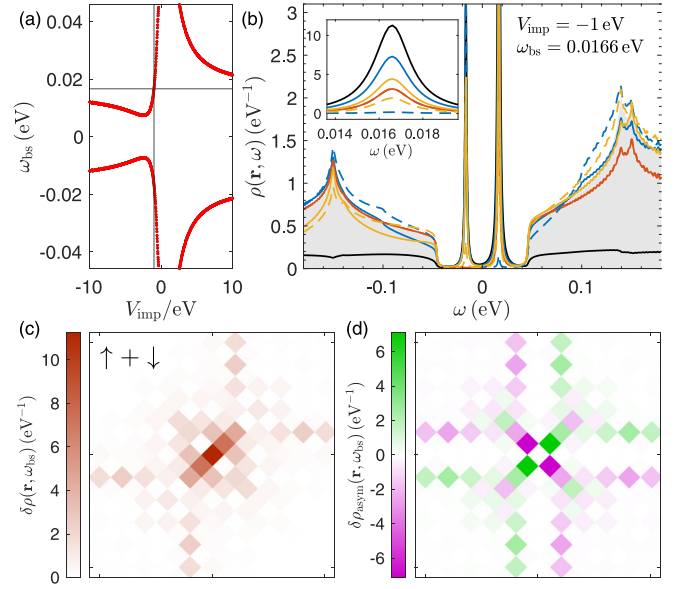 (a)
0.04
0.02
0
-0.02
-0.04
ω_bs (eV)
-10 0 10
V_imp/eV
(b)
3
2.5
2
1.5
1
0.5
0
ρ(r, ω) (eV⁻¹)
V_imp = −1 eV
ω_bs = 0.0166 eV
10
5
0
0.014 0.016 0.018
ω (eV)
-0.1 0 0.1
ω (eV)
(c)
↑ + ↓
10
8
6
4
2
0
δρ(r, ω_bs) (eV⁻¹)
(d)
6
4
2
0
-2
-4
-6
δρ_asym(r, ω_bs) (eV⁻¹)